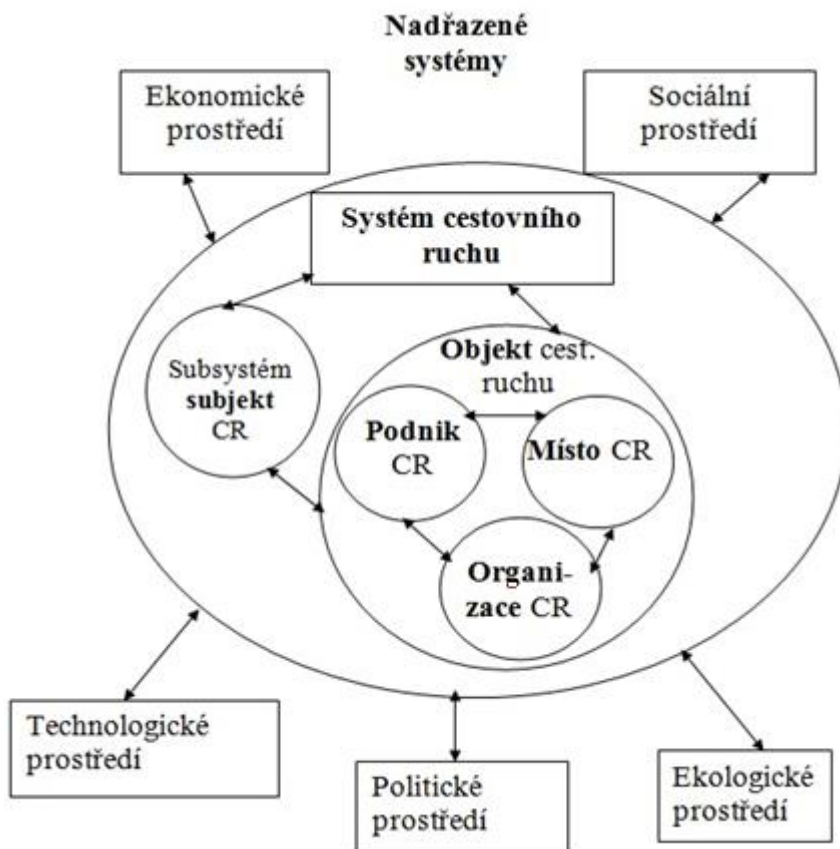 Nadřazené
systémy
Ekonomické
prostředí
Sociální
prostředí
Systém cestovního
ruchu
Subsystém
subjekt
CR
Objekt cest.
ruchu
Podnik
CR
Místo CR
Organi-
zace CR
Technologické
prostředí
Politické
prostředí
Ekologické
prostředí